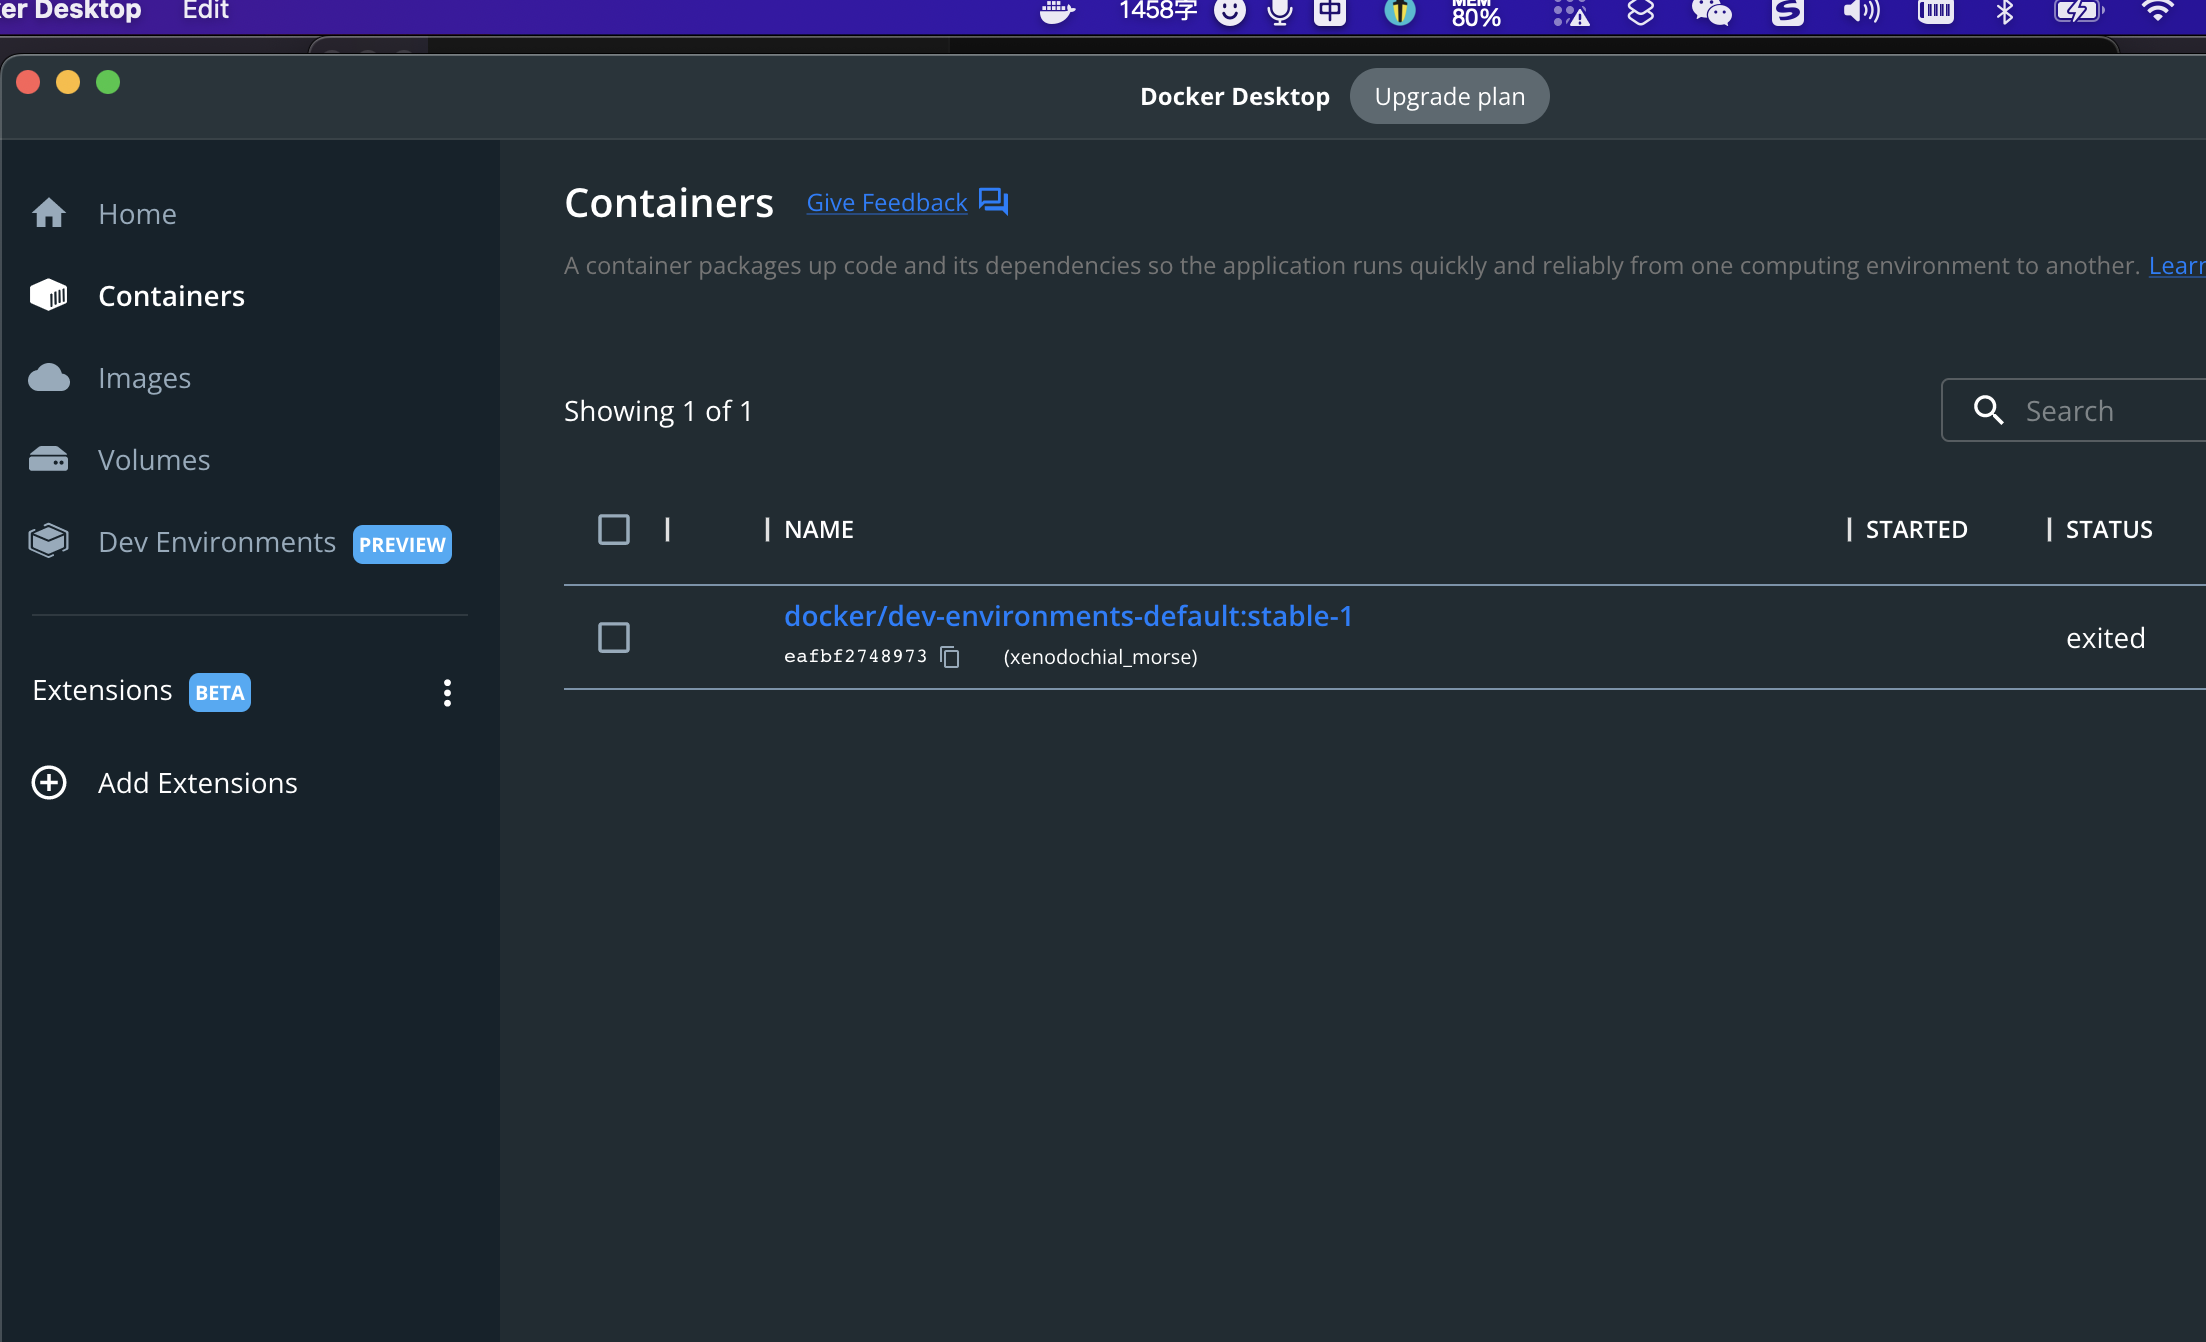 Desktop Edit 1458字 中 MEM 80%
Docker Desktop Upgrade plan
Home
Containers
Images
Volumes
Dev Environments PREVIEW
Extensions BETA
Add Extensions
Containers Give Feedback
A container packages up code and its dependencies so the application runs quickly and reliably from one computing environment to another.
Showing 1 of 1
Search
NAME STARTED STATUS
docker/dev-environments-default:stable-1
eafbf2748973 (xenodochial_morse)
exited